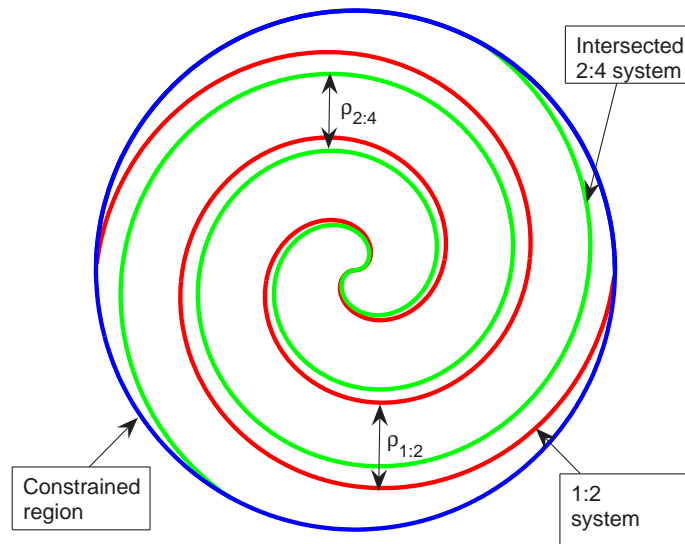 Intersected
2:4 system
ρ2:4
ρ1:2
Constrained
region
1:2
system